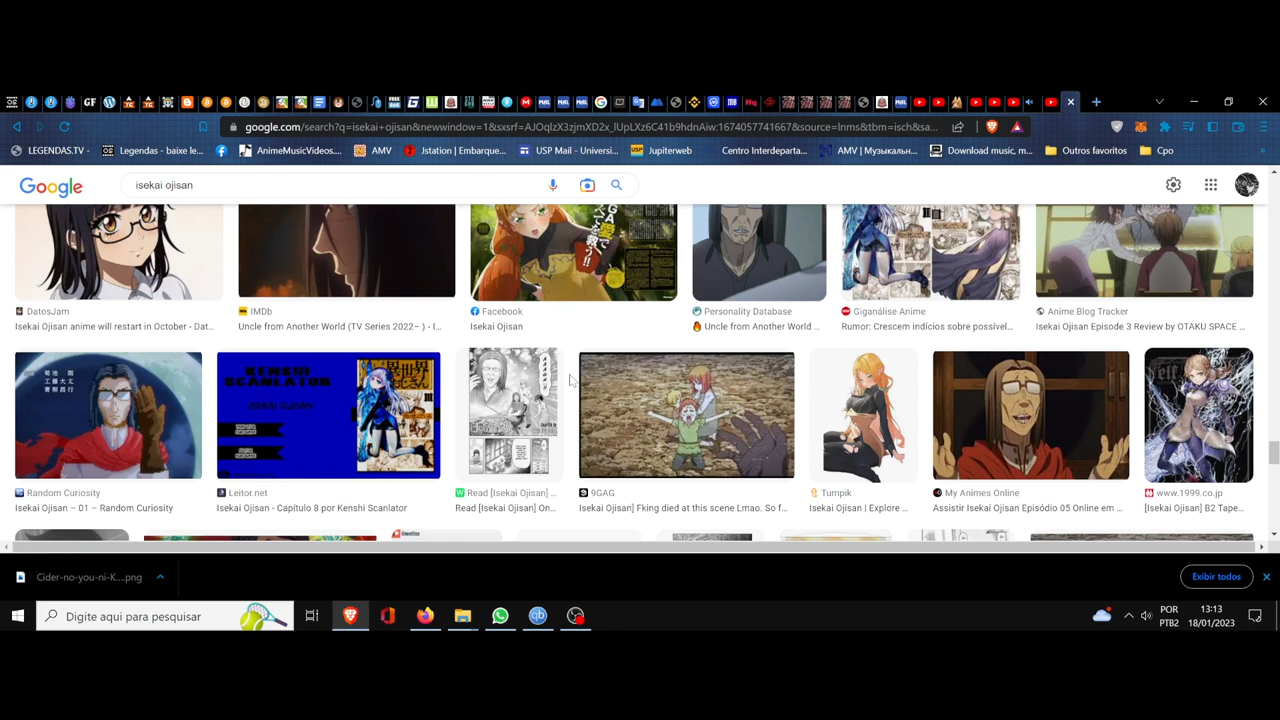 google.com/search?q=isekai+ojisan&newwindow=1&sxsrf=AJOqlzX3zjmXD2x_lUpLXz6C41b9hdnAiw:1674057741667&source=lnms&tbm=isch&sa...
LEGENDAS.TV -
Legendas - baixe le...
AnimeMusicVideos....
AMV
Jstation | Embarque...
USP Mail - Universi...
Jupiterweb
Centro Interdeparta...
AMV | Музыкальн...
Download music, m...
Outros favoritos
Cpo
Google
isekai ojisan
DatosJam
Isekai Ojisan anime will restart in October - Dat...
IMDb
Uncle from Another World (TV Series 2022– ) - I...
Facebook
Isekai Ojisan
Personality Database
Uncle from Another World ...
Giganálise Anime
Rumor: Crescem indícios sobre possível...
Anime Blog Tracker
Isekai Ojisan Episode 3 Review by OTAKU SPACE ...
KENSSI
SCANLATOR
Random Curiosity
Isekai Ojisan – 01 – Random Curiosity
Leitor.net
Isekai Ojisan - Capítulo 8 por Kenshi Scanlator
Read [Isekai Ojisan] ...
Read [Isekai Ojisan] On...
9GAG
Isekai Ojisan] Fking died at this scene Lmao. So f...
Tumpik
Isekai Ojisan | Explore ...
My Animes Online
Assistir Isekai Ojisan Episódio 05 Online em ...
www.1999.co.jp
[Isekai Ojisan] B2 Tape...
Cider-no-you-ni-K....png
Exibir todos
Digite aqui para pesquisar
POR
PTB2
13:13
18/01/2023